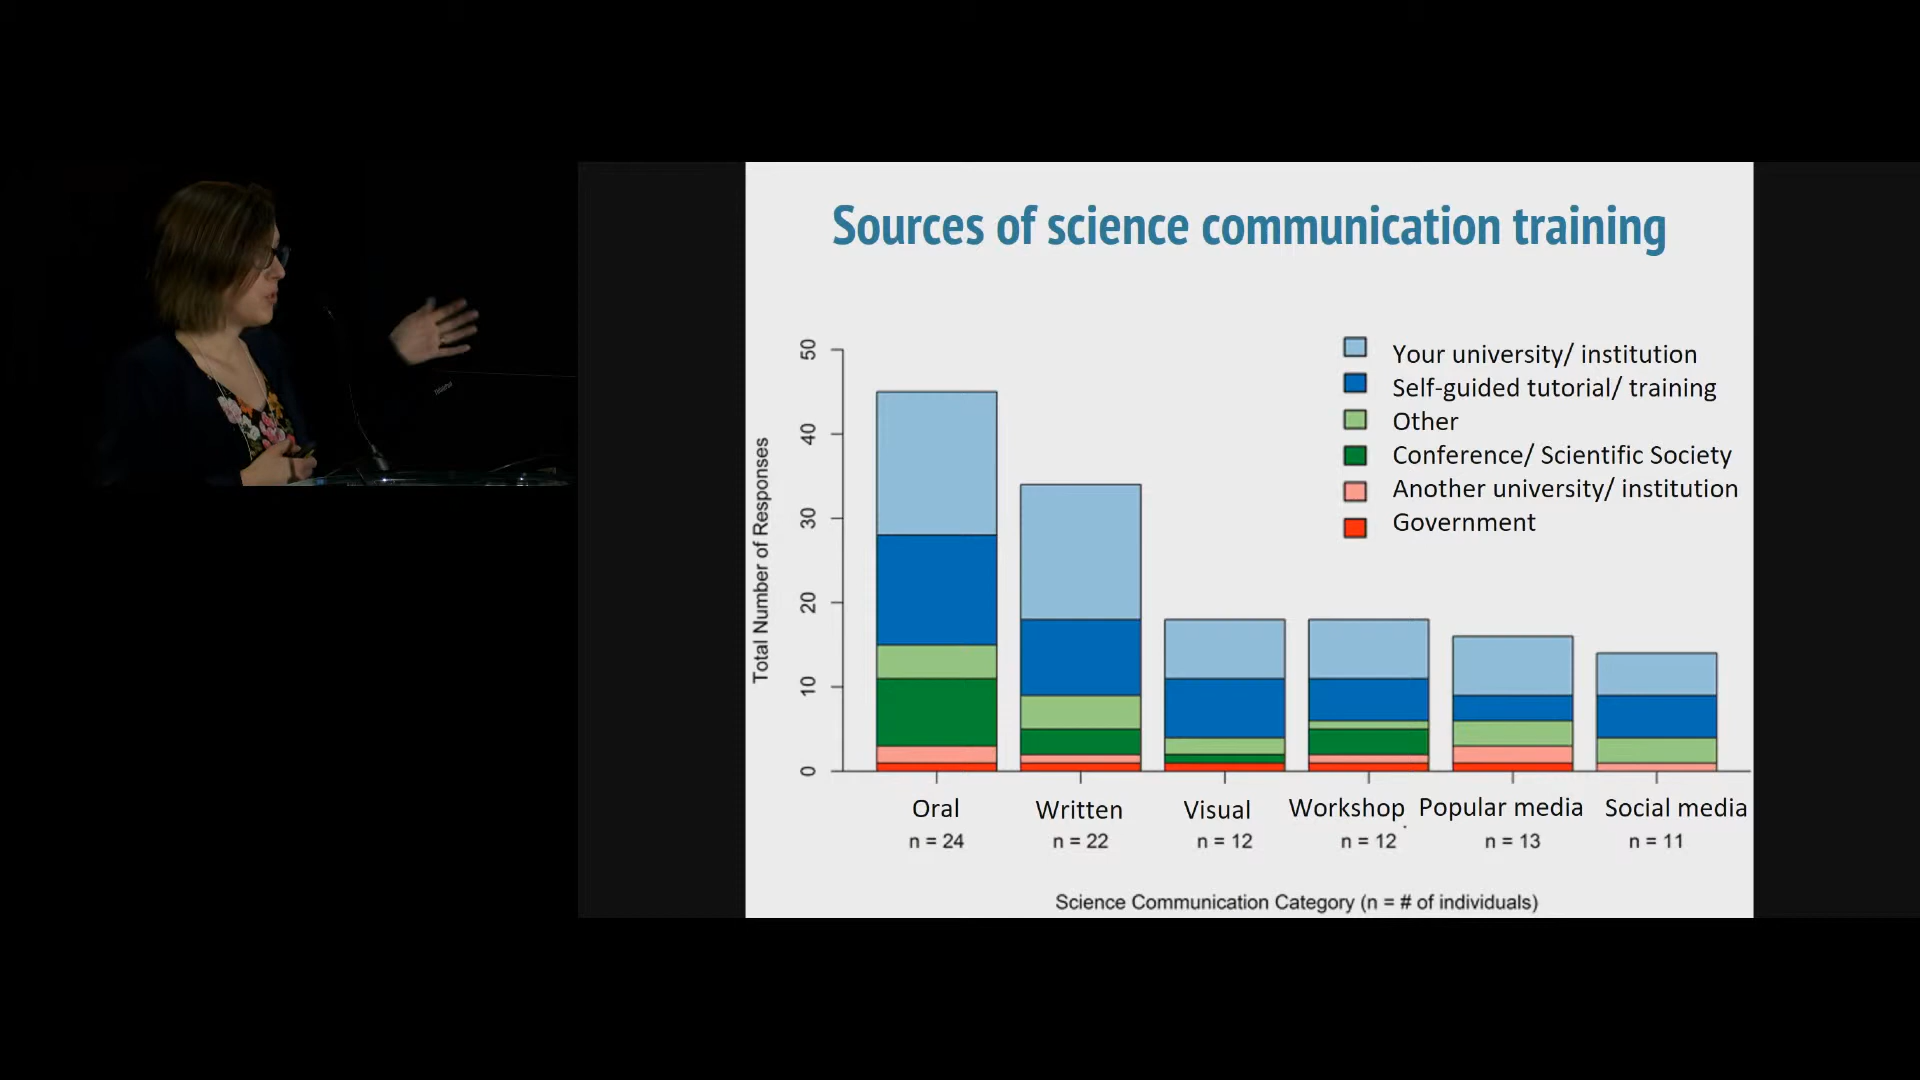 Sources of science communication training
50
40
30
20
10
0
Total Number of Responses
Your university/ institution
Self-guided tutorial/ training
Other
Conference/ Scientific Society
Another university/ institution
Government
Oral
Written
Visual
Workshop
Popular media
Social media
n = 24
n = 22
n = 12
n = 12
n = 13
n = 11
Science Communication Category (n = # of individuals)